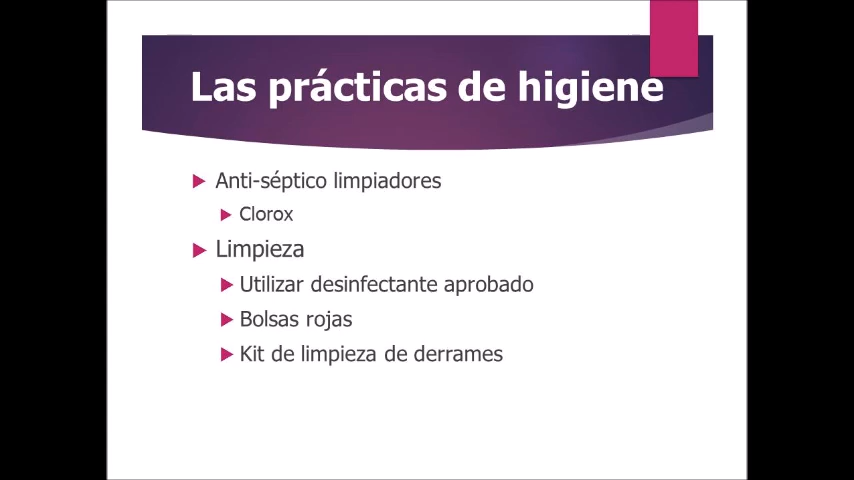 Las prácticas de higiene
Anti-séptico limpiadores
Clorox
Limpieza
Utilizar desinfectante aprobado
Bolsas rojas
Kit de limpieza de derrames